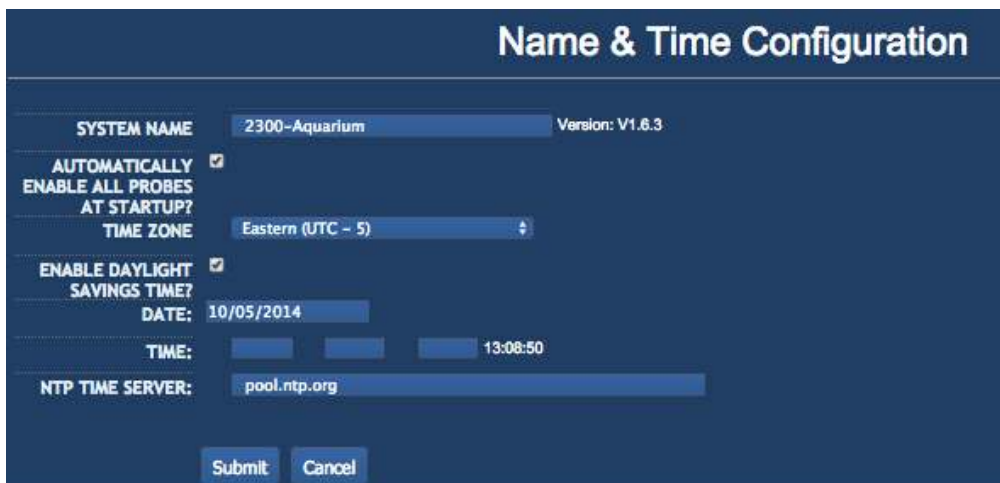 Name & Time Configuration
SYSTEM NAME 2300-Aquarium Version: V1.6.3
AUTOMATICALLY
ENABLE ALL PROBES
AT STARTUP?
TIME ZONE Eastern (UTC - 5)
ENABLE DAYLIGHT
SAVINGS TIME?
DATE: 10/05/2014
TIME: 13:08:50
NTP TIME SERVER: pool.ntp.org
Submit Cancel